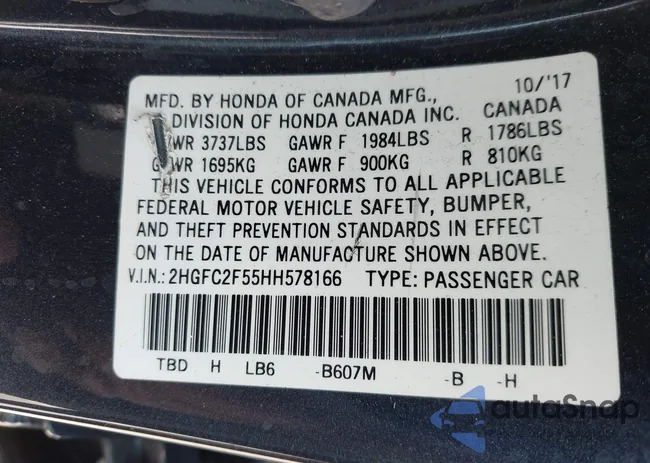 10/'17
MFD. BY HONDA OF CANADA MFG.,
DIVISION OF HONDA CANADA INC. CANADA
WR 3737LBS GAWR F 1984LBS R 1786LBS
G WR 1695KG GAWR F 900KG R 810KG
THIS VEHICLE CONFORMS TO ALL APPLICABLE
FEDERAL MOTOR VEHICLE SAFETY, BUMPER,
AND THEFT PREVENTION STANDARDS IN EFFECT
ON THE DATE OF MANUFACTURE SHOWN ABOVE.
V.I.N.: 2HGFC2F55HH578166 TYPE: PASSENGER CAR
TBD H LB6 -B607M -B -H
autoSnap